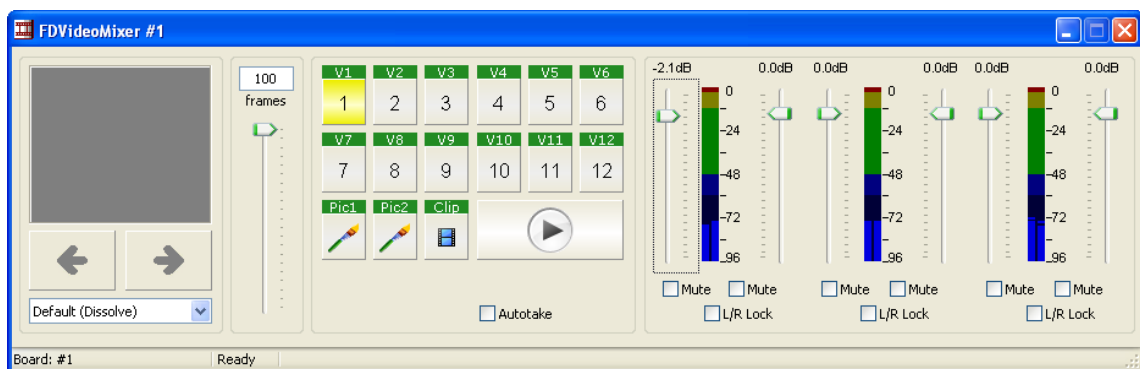 FDVideoMixer #1
100
frames
V1 V2 V3 V4 V5 V6
1 2 3 4 5 6
V7 V8 V9 V10 V11 V12
7 8 9 10 11 12
Pic1 Pic2 Clip
Default (Dissolve)
Autotake
-2.1dB 0.0dB 0.0dB 0.0dB 0.0dB 0.0dB
0 0 0
-24 -24 -24
-48 -48 -48
-72 -72 -72
-96 -96 -96
Mute Mute Mute Mute Mute Mute
L/R Lock L/R Lock L/R Lock
Board: #1 Ready